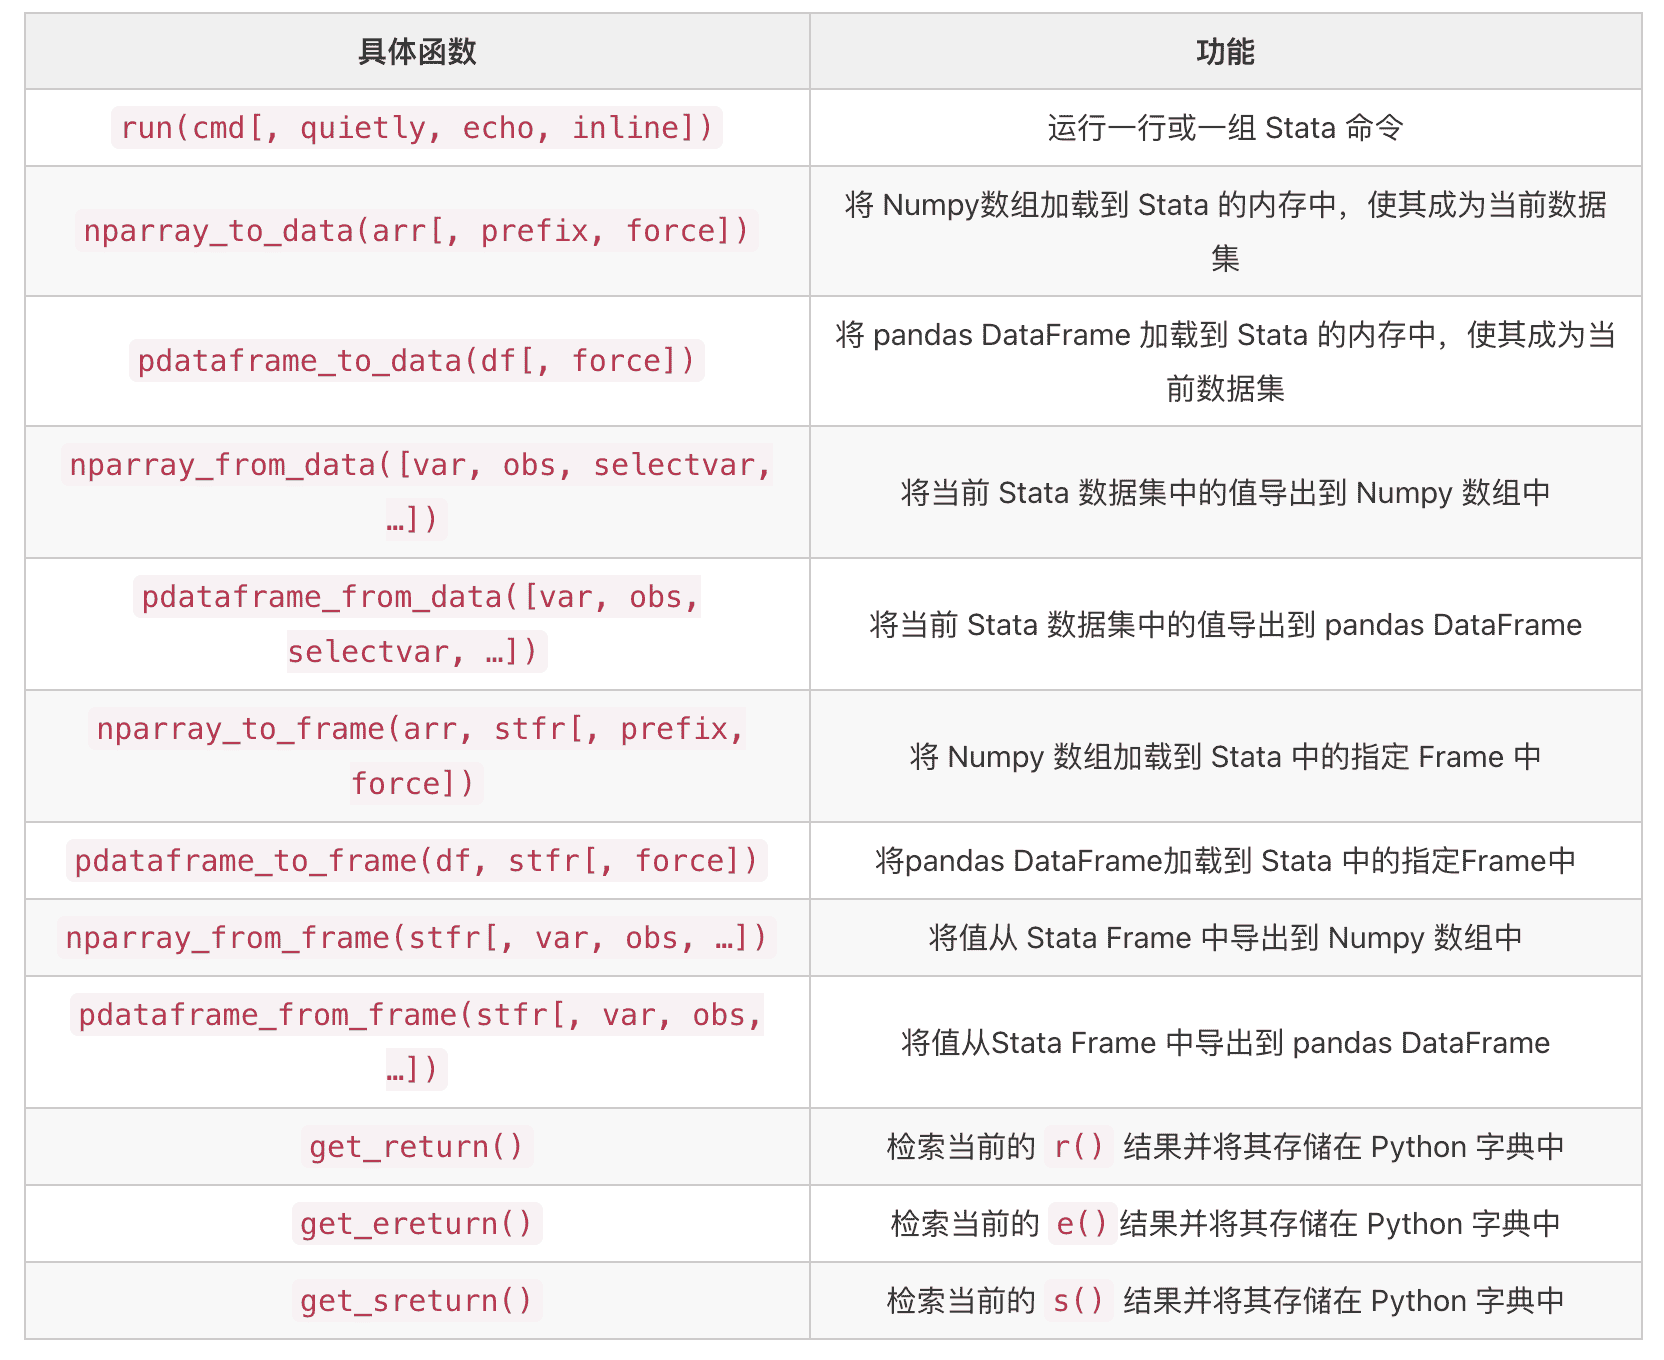 具体函数
功能
run(cmd[, quietly, echo, inline])
运行一行或一组 Stata 命令
nparray_to_data(arr[, prefix, force])
将 Numpy数组加载到 Stata 的内存中，使其成为当前数据
集
pdataframe_to_data(df[, force])
将 pandas DataFrame 加载到 Stata 的内存中，使其成为当
前数据集
nparray_from_data([var, obs, selectvar,
…])
将当前 Stata 数据集中的值导出到 Numpy 数组中
pdataframe_from_data([var, obs,
selectvar, …])
将当前 Stata 数据集中的值导出到 pandas DataFrame
nparray_to_frame(arr, stfr[, prefix,
force])
将 Numpy 数组加载到 Stata 中的指定 Frame 中
pdataframe_to_frame(df, stfr[, force])
将pandas DataFrame加载到 Stata 中的指定Frame中
nparray_from_frame(stfr[, var, obs, …])
将值从 Stata Frame 中导出到 Numpy 数组中
pdataframe_from_frame(stfr[, var, obs,
…])
将值从Stata Frame 中导出到 pandas DataFrame
get_return()
检索当前的 r() 结果并将其存储在 Python 字典中
get_ereturn()
检索当前的 e()结果并将其存储在 Python 字典中
get_sreturn()
检索当前的 s() 结果并将其存储在 Python 字典中